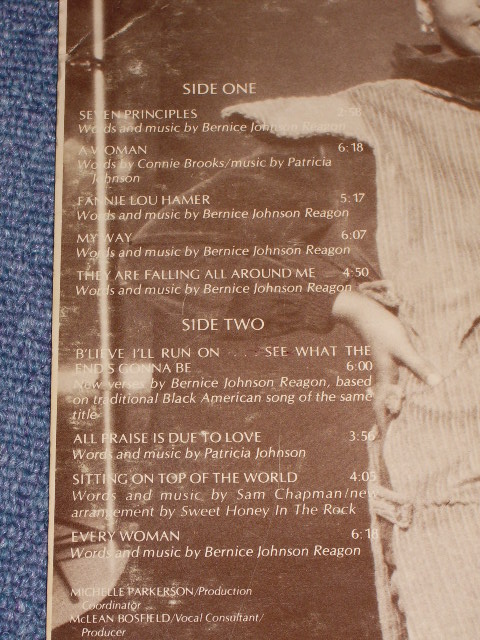 SIDE ONE
SEVEN PRINCIPLES 2:58
Words and music by Bernice Johnson Reagon
A WOMAN 6:18
Words by Connie Brooks/music by Patricia
Johnson
FANNIE LOU HAMER 5:17
Words and music by Bernice Johnson Reagon
MY WAY 6:07
Words and music by Bernice Johnson Reagon
THEY ARE FALLING ALL AROUND ME 4:50
Words and music by Bernice Johnson Reagon
SIDE TWO
B'LIEVE I'LL RUN ON . . . . SEE WHAT THE
END'S GONNA BE 6:00
New verses by Bernice Johnson Reagon, based
on traditional Black American song of the same
title
ALL PRAISE IS DUE TO LOVE 3:56
Words and music by Patricia Johnson
SITTING ON TOP OF THE WORLD 4:05
Words and music by Sam Chapman/new
arrangement by Sweet Honey In The Rock
EVERY WOMAN 6:18
Words and music by Bernice Johnson Reagon
MICHELLE PARKERSON/Production
Coordinator
McLEAN BOSFIELD/Vocal Consultant/
Producer